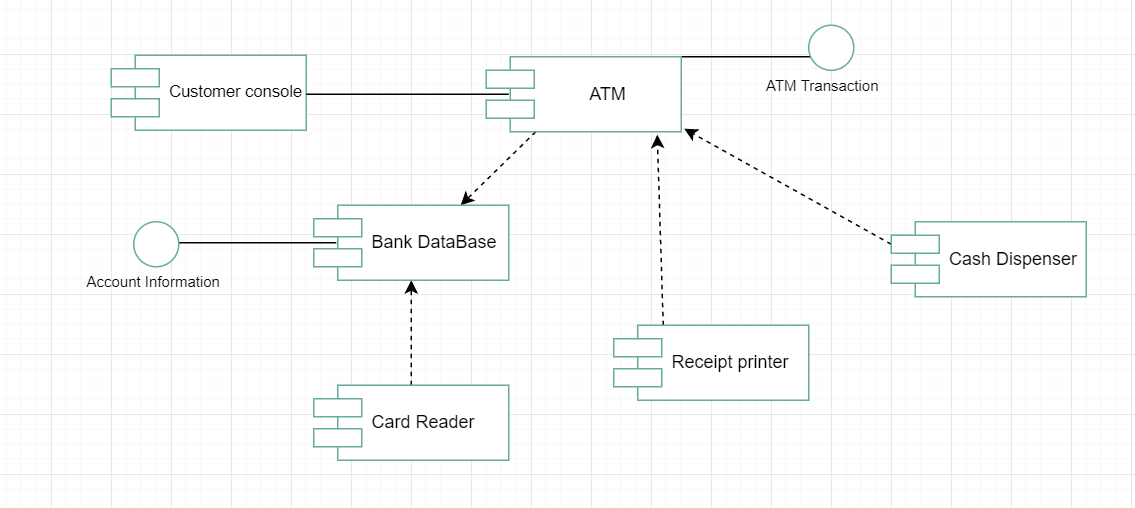 Customer console
ATM
ATM Transaction
Bank DataBase
Account Information
Cash Dispenser
Receipt printer
Card Reader